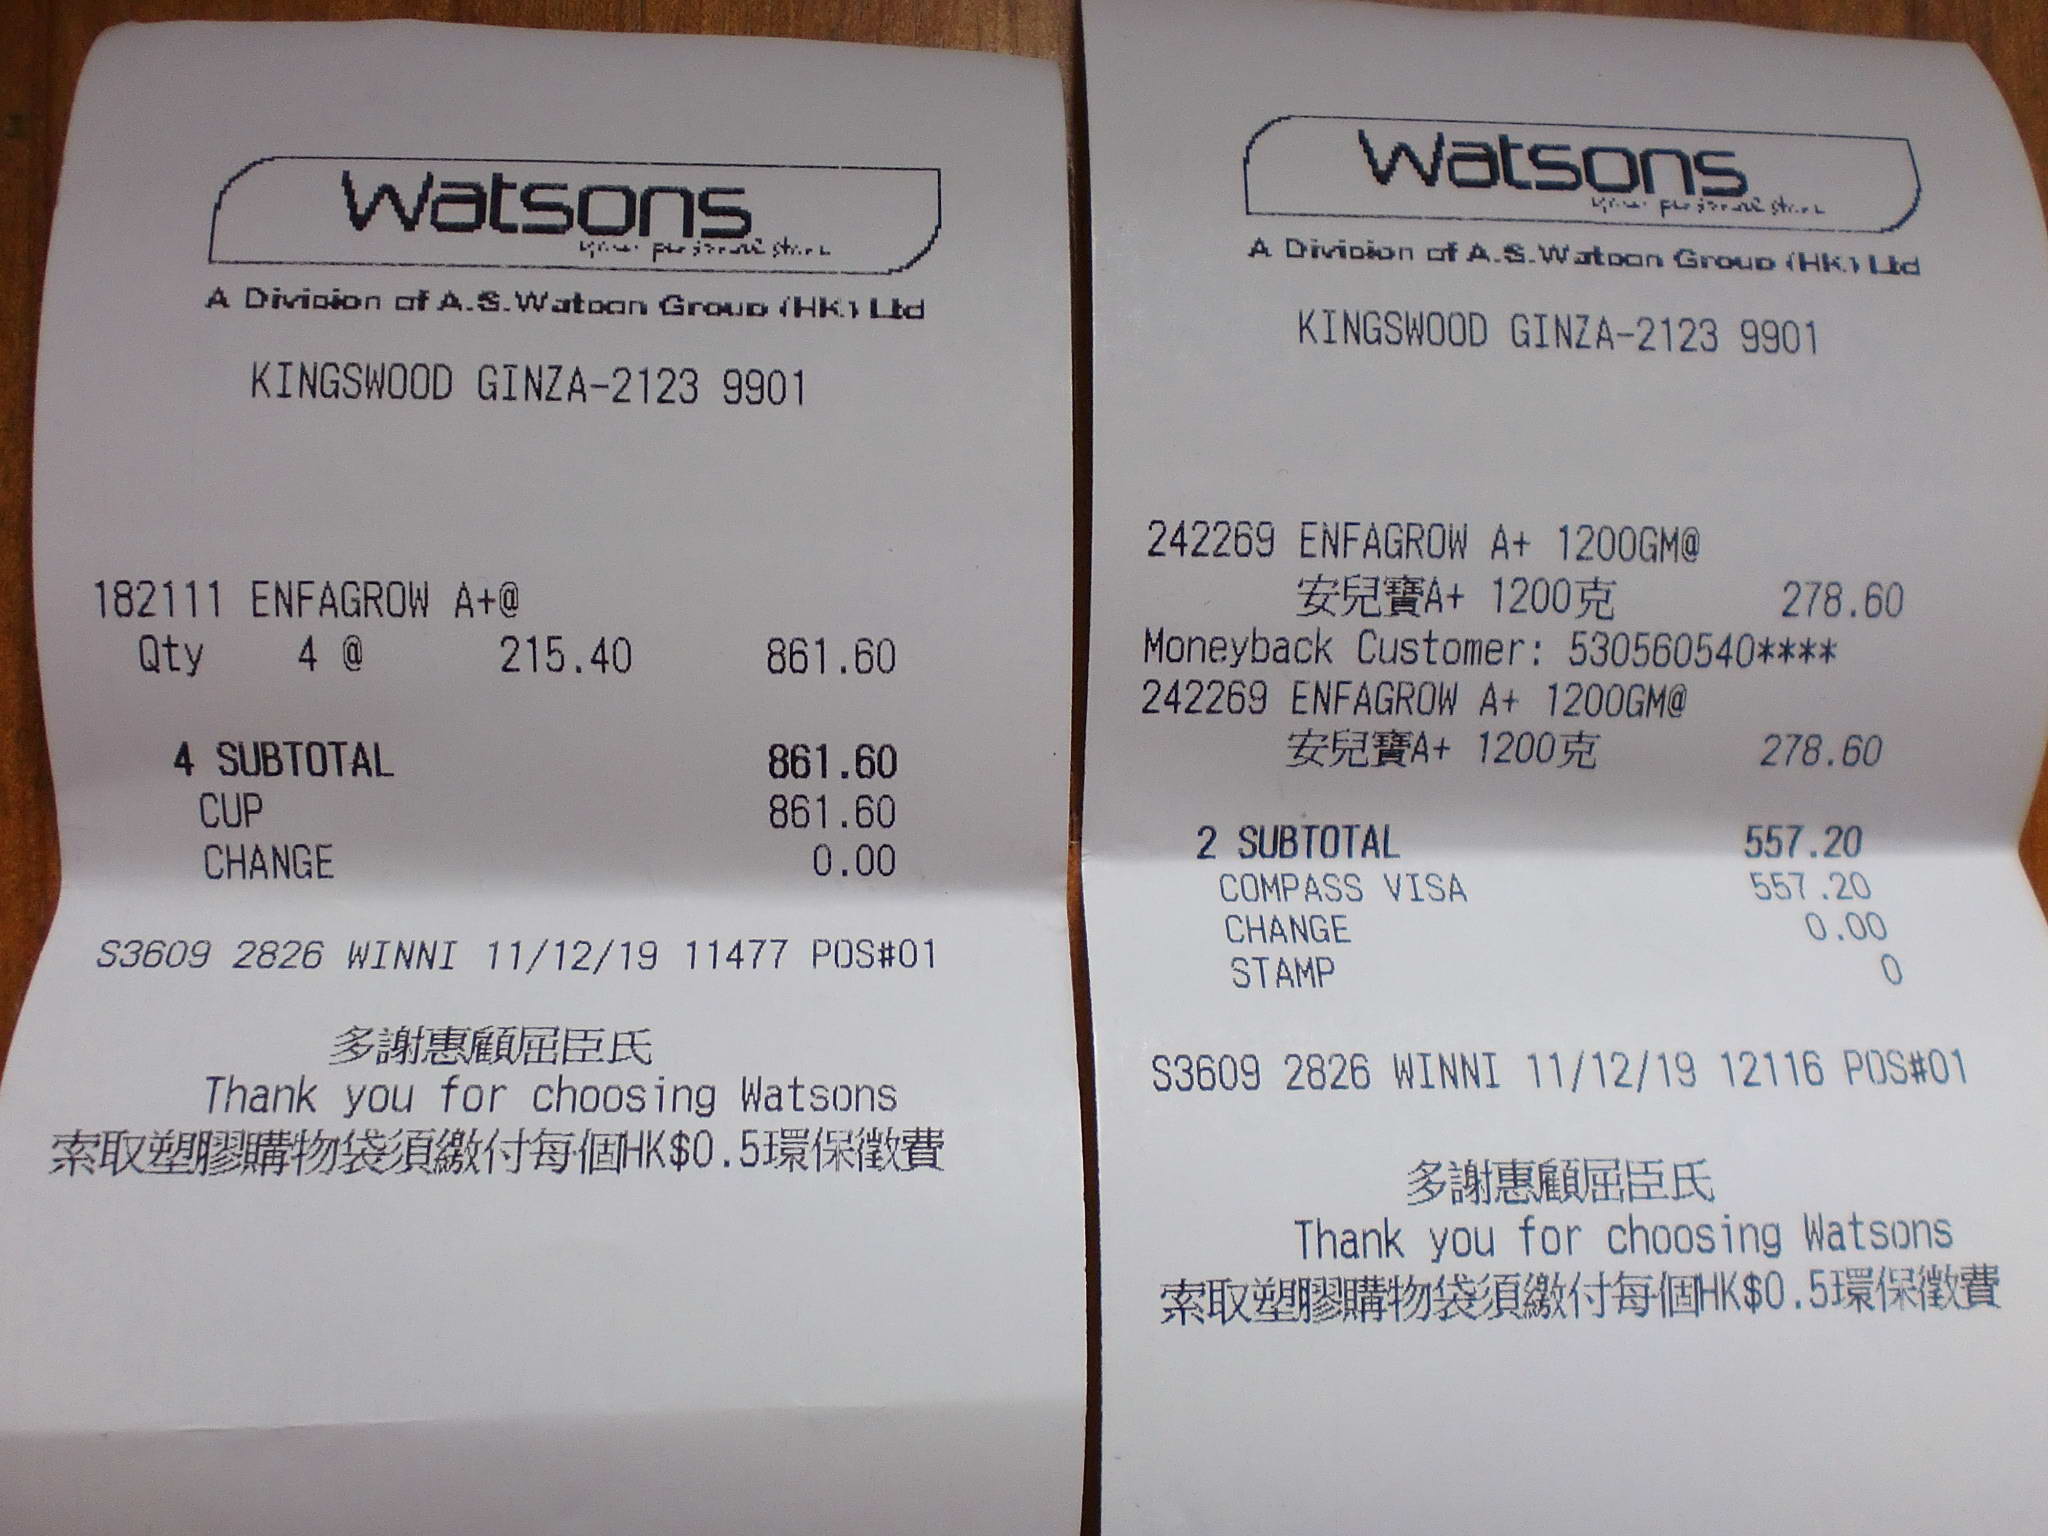 Watsons
your personal store
A Division of A.S.Watson Group (HK) Ltd
KINGSWOOD GINZA-2123 9901
182111 ENFAGROW A+@
Qty 4 @ 215.40 861.60
4 SUBTOTAL 861.60
CUP 861.60
CHANGE 0.00
S3609 2826 WINNI 11/12/19 11477 POS#01
多謝惠顧屈臣氏
Thank you for choosing Watsons
索取塑膠購物袋須繳付每個HK$0.5環保徵費
Watsons
your personal store
A Division of A.S.Watson Group (HK) Ltd
KINGSWOOD GINZA-2123 9901
242269 ENFAGROW A+ 1200GM@
安兒寶A+ 1200克 278.60
Moneyback Customer: 530560540****
242269 ENFAGROW A+ 1200GM@
安兒寶A+ 1200克 278.60
2 SUBTOTAL 557.20
COMPASS VISA 557.20
CHANGE 0.00
STAMP 0
S3609 2826 WINNI 11/12/19 12116 POS#01
多謝惠顧屈臣氏
Thank you for choosing Watsons
索取塑膠購物袋須繳付每個HK$0.5環保徵費